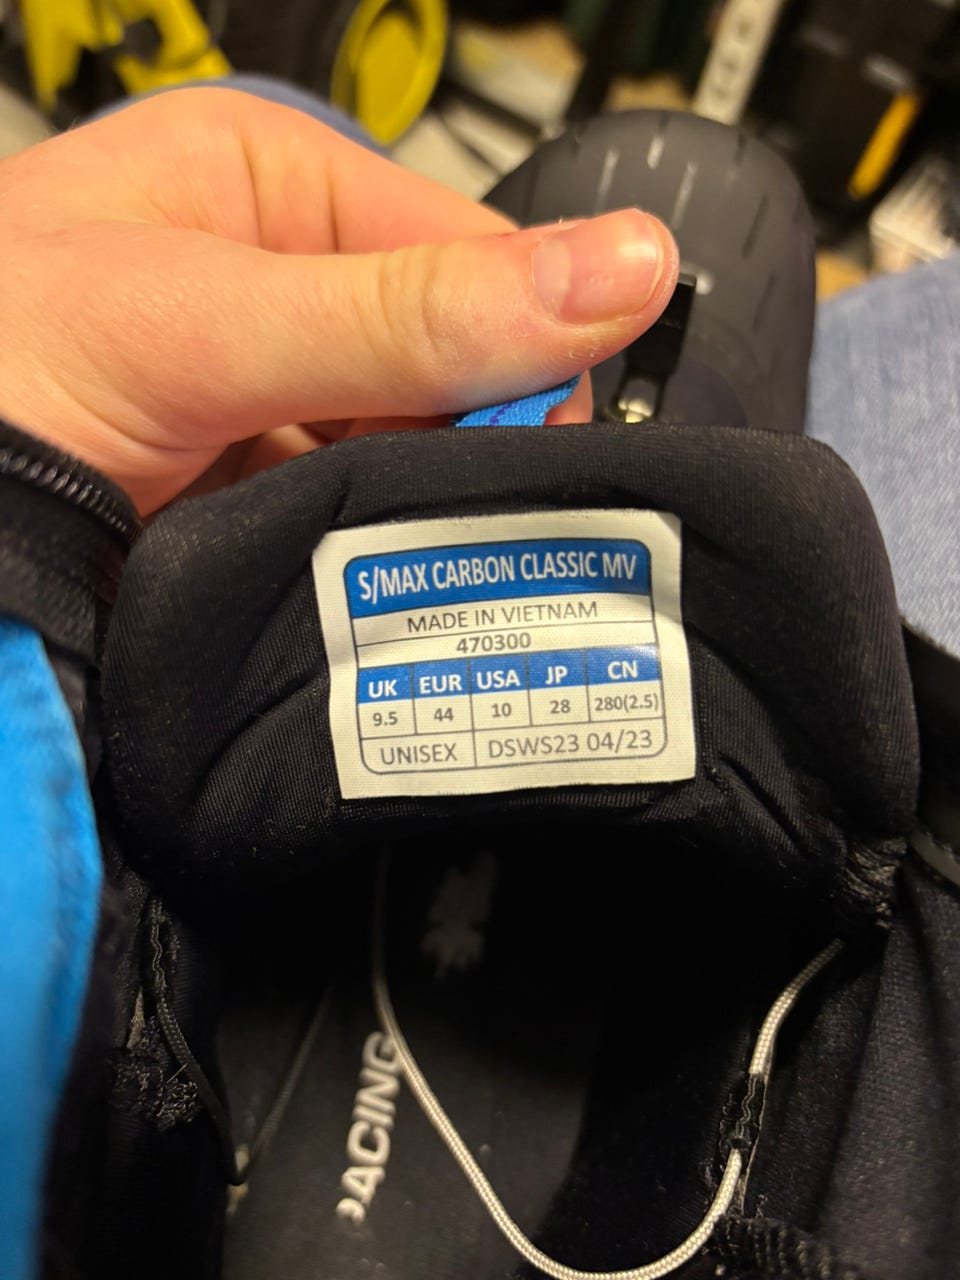 S/MAX CARBON CLASSIC MV
MADE IN VIETNAM
470300
UK EUR USA JP CN
9.5 44 10 28 280(2.5)
UNISEX DSWS23 04/23
RACING